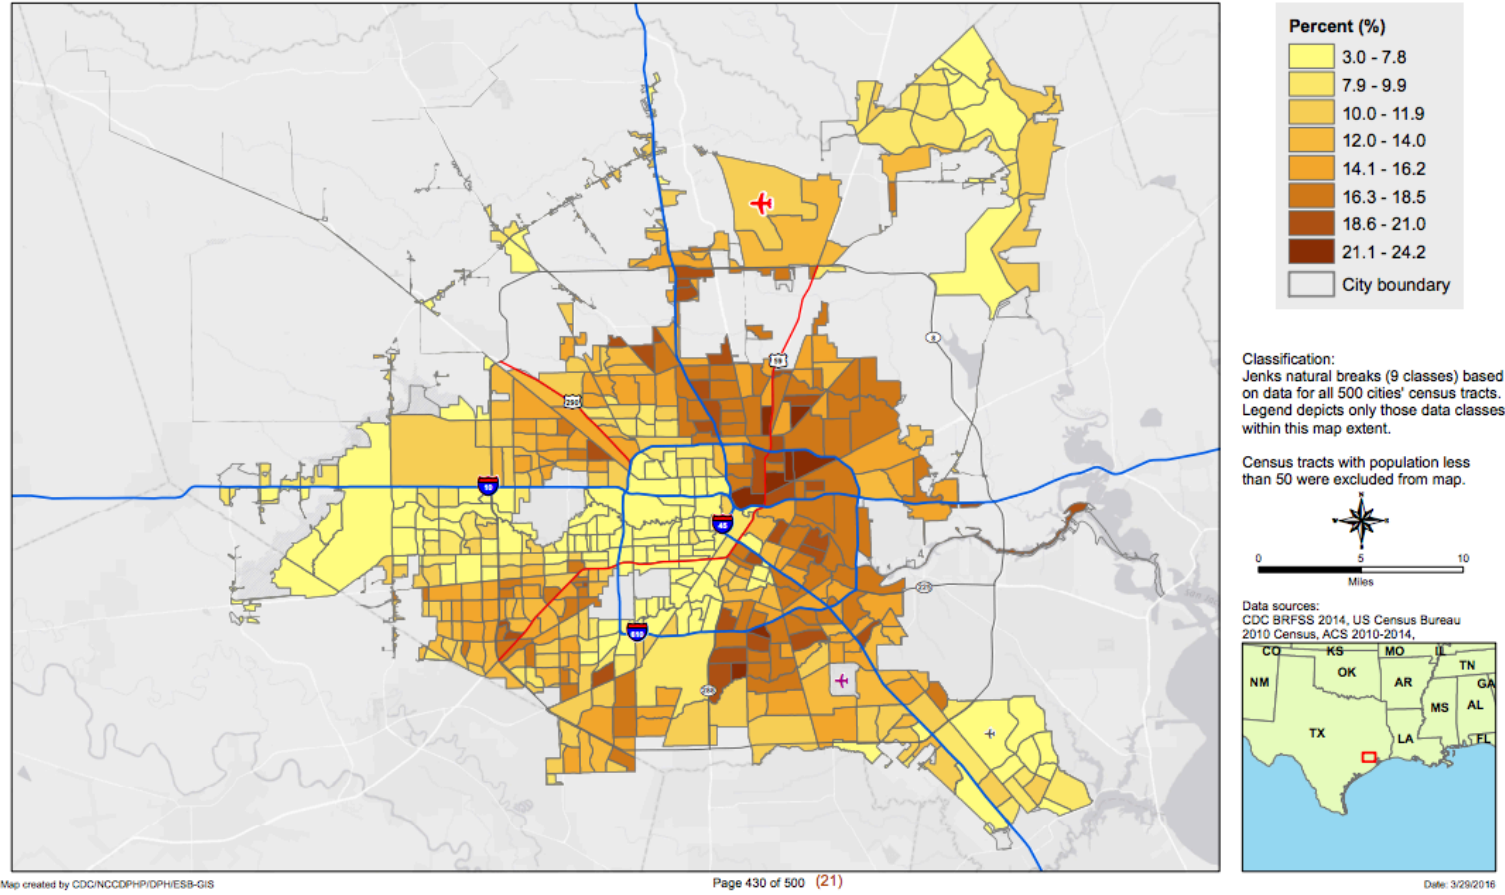 Percent (%)
3.0 - 7.8
7.9 - 9.9
10.0 - 11.9
12.0 - 14.0
14.1 - 16.2
16.3 - 18.5
18.6 - 21.0
21.1 - 24.2
City boundary
8
59
290
10
45
225
610
288
Classification:
Jenks natural breaks (9 classes) based
on data for all 500 cities' census tracts.
Legend depicts only those data classes
within this map extent.
Census tracts with population less
than 50 were excluded from map.
N
0 5 10
Miles
Data sources:
CDC BRFSS 2014, US Census Bureau
2010 Census, ACS 2010-2014,
CO KS MO IL
TN
NM OK AR GA
MS AL
TX LA FL
Map created by CDC/NCCDPHP/DPH/ESB-GIS
Page 430 of 500 (21)
Date: 3/29/2016